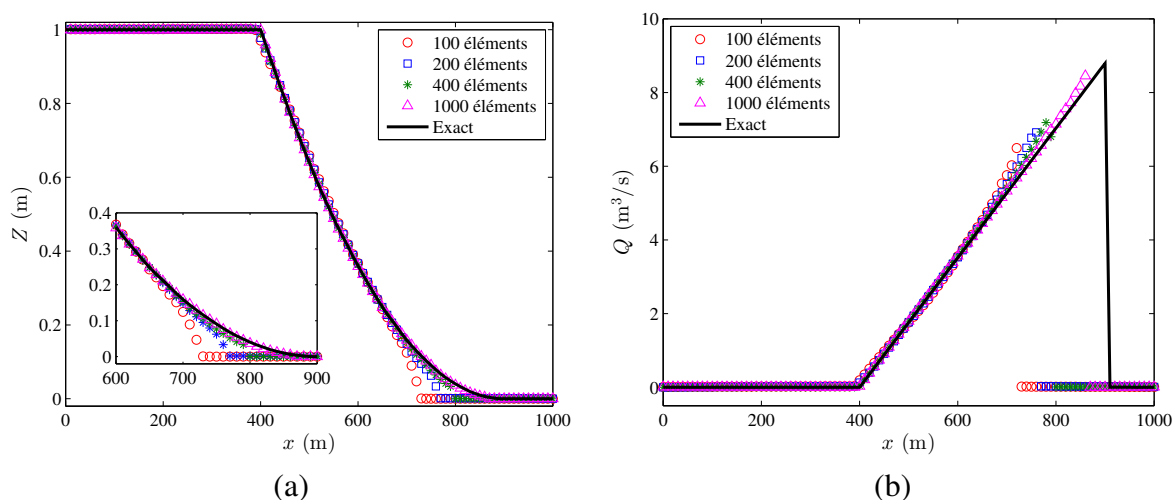 1
0.8
0.6
0.4
0.2
0
Z (m)
0 200 400 600 800 1000
x (m)
100 éléments
200 éléments
400 éléments
1000 éléments
Exact
0.4
0.3
0.2
0.1
0
600 700 800 900
(a)
10
8
6
4
2
0
Q (m³/s)
0 200 400 600 800 1000
x (m)
100 éléments
200 éléments
400 éléments
1000 éléments
Exact
(b)